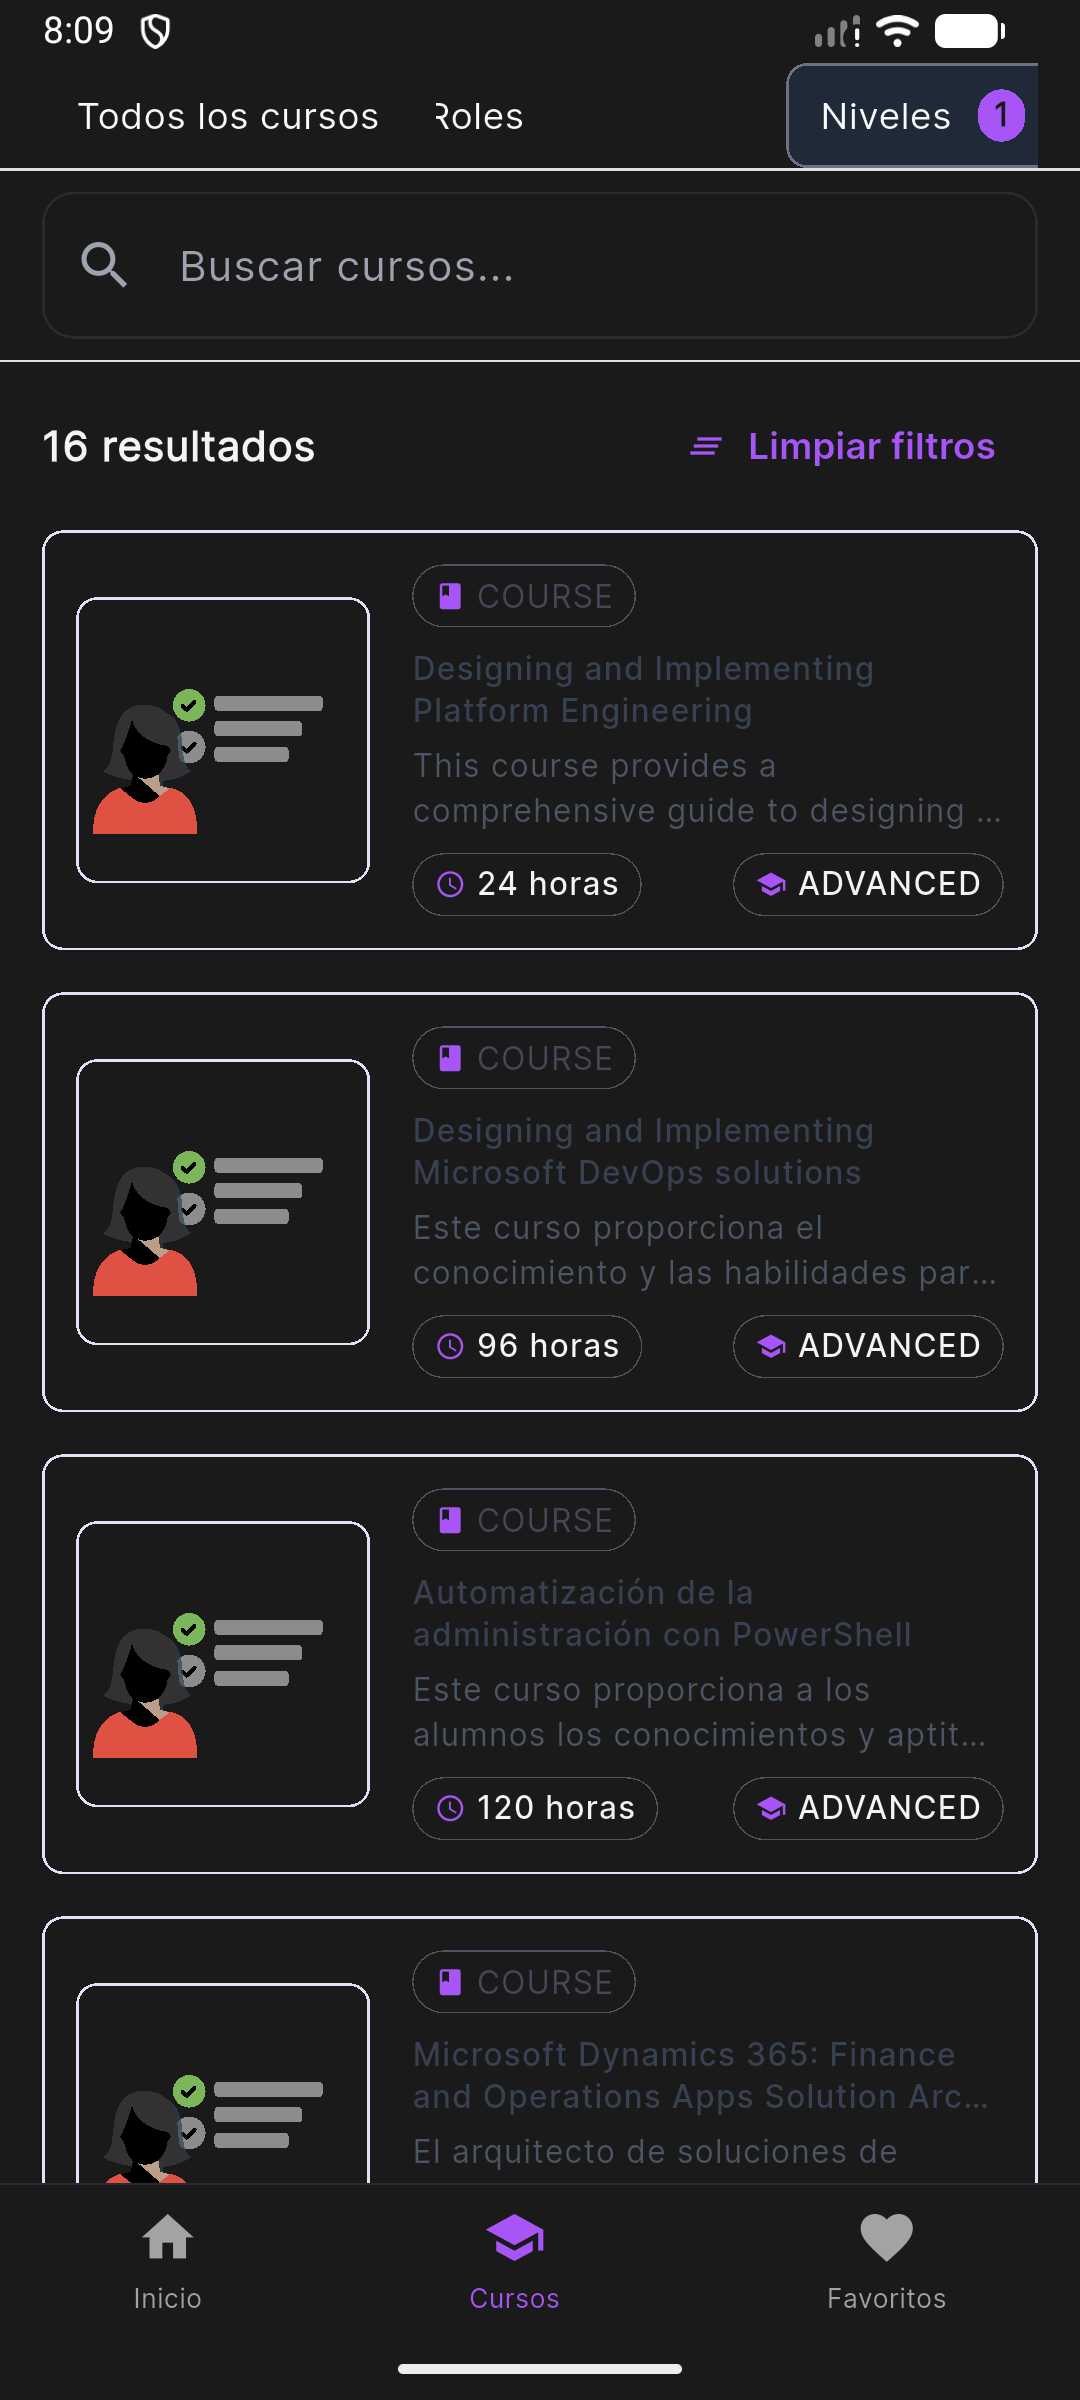 8:09
Todos los cursos
Roles
Niveles 1
Buscar cursos...
16 resultados
Limpiar filtros
COURSE
Designing and Implementing
Platform Engineering
This course provides a
comprehensive guide to designing ...
24 horas
ADVANCED
COURSE
Designing and Implementing
Microsoft DevOps solutions
Este curso proporciona el
conocimiento y las habilidades par...
96 horas
ADVANCED
COURSE
Automatización de la
administración con PowerShell
Este curso proporciona a los
alumnos los conocimientos y aptit...
120 horas
ADVANCED
COURSE
Microsoft Dynamics 365: Finance
and Operations Apps Solution Arc...
El arquitecto de soluciones de
Inicio
Cursos
Favoritos